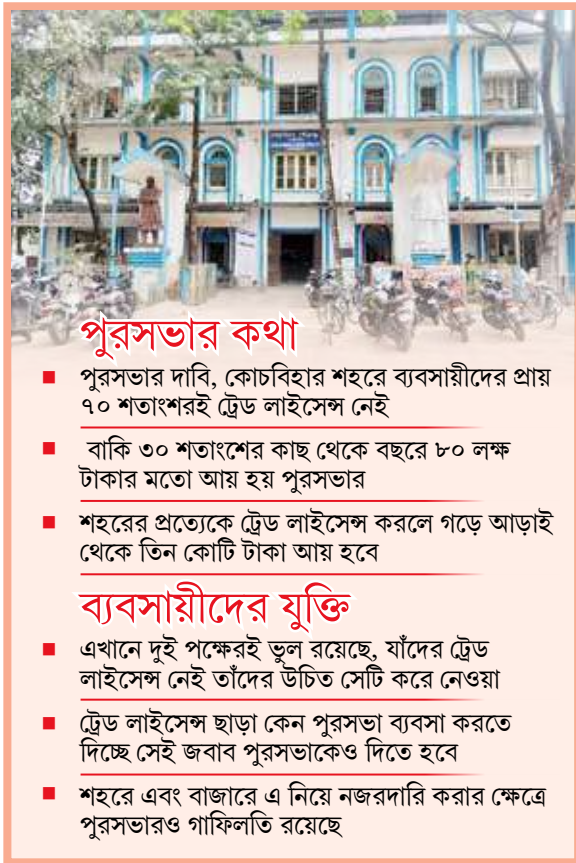 পুরসভার কথা
পুরসভার দাবি, কোচবিহার শহরে ব্যবসায়ীদের প্রায়
৭০ শতাংশরই ট্রেড লাইসেন্স নেই
বাকি ৩০ শতাংশের কাছ থেকে বছরে ৮০ লক্ষ
টাকার মতো আয় হয় পুরসভার
শহরের প্রত্যেকে ট্রেড লাইসেন্স করলে গড়ে আড়াই
থেকে তিন কোটি টাকা আয় হবে
ব্যবসায়ীদের যুক্তি
এখানে দুই পক্ষেরই ভুল রয়েছে, যাঁদের ট্রেড
লাইসেন্স নেই তাঁদের উচিত সেটি করে নেওয়া
ট্রেড লাইসেন্স ছাড়া কেন পুরসভা ব্যবসা করতে
দিচ্ছে সেই জবাব পুরসভাকেও দিতে হবে
শহরে এবং বাজারে এ নিয়ে নজরদারি করার ক্ষেত্রে
পুরসভারও গাফিলতি রয়েছে